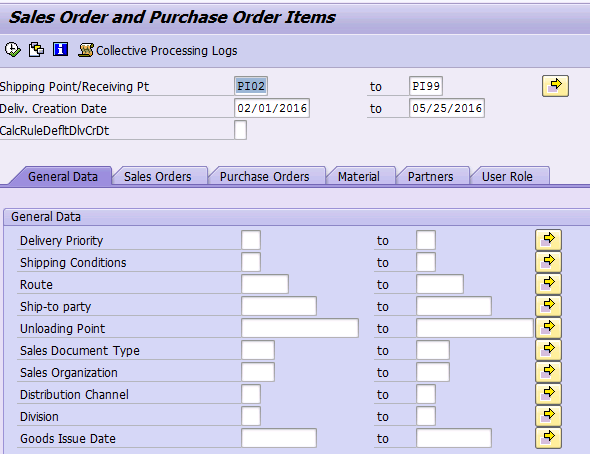 Sales Order and Purchase Order Items
Collective Processing Logs
Shipping Point/Receiving Pt PI02 to PI99
Deliv. Creation Date 02/01/2016 to 05/25/2016
CalcRuleDefltDlvCrDt
General Data Sales Orders Purchase Orders Material Partners User Role
General Data
Delivery Priority to
Shipping Conditions to
Route to
Ship-to party to
Unloading Point to
Sales Document Type to
Sales Organization to
Distribution Channel to
Division to
Goods Issue Date to